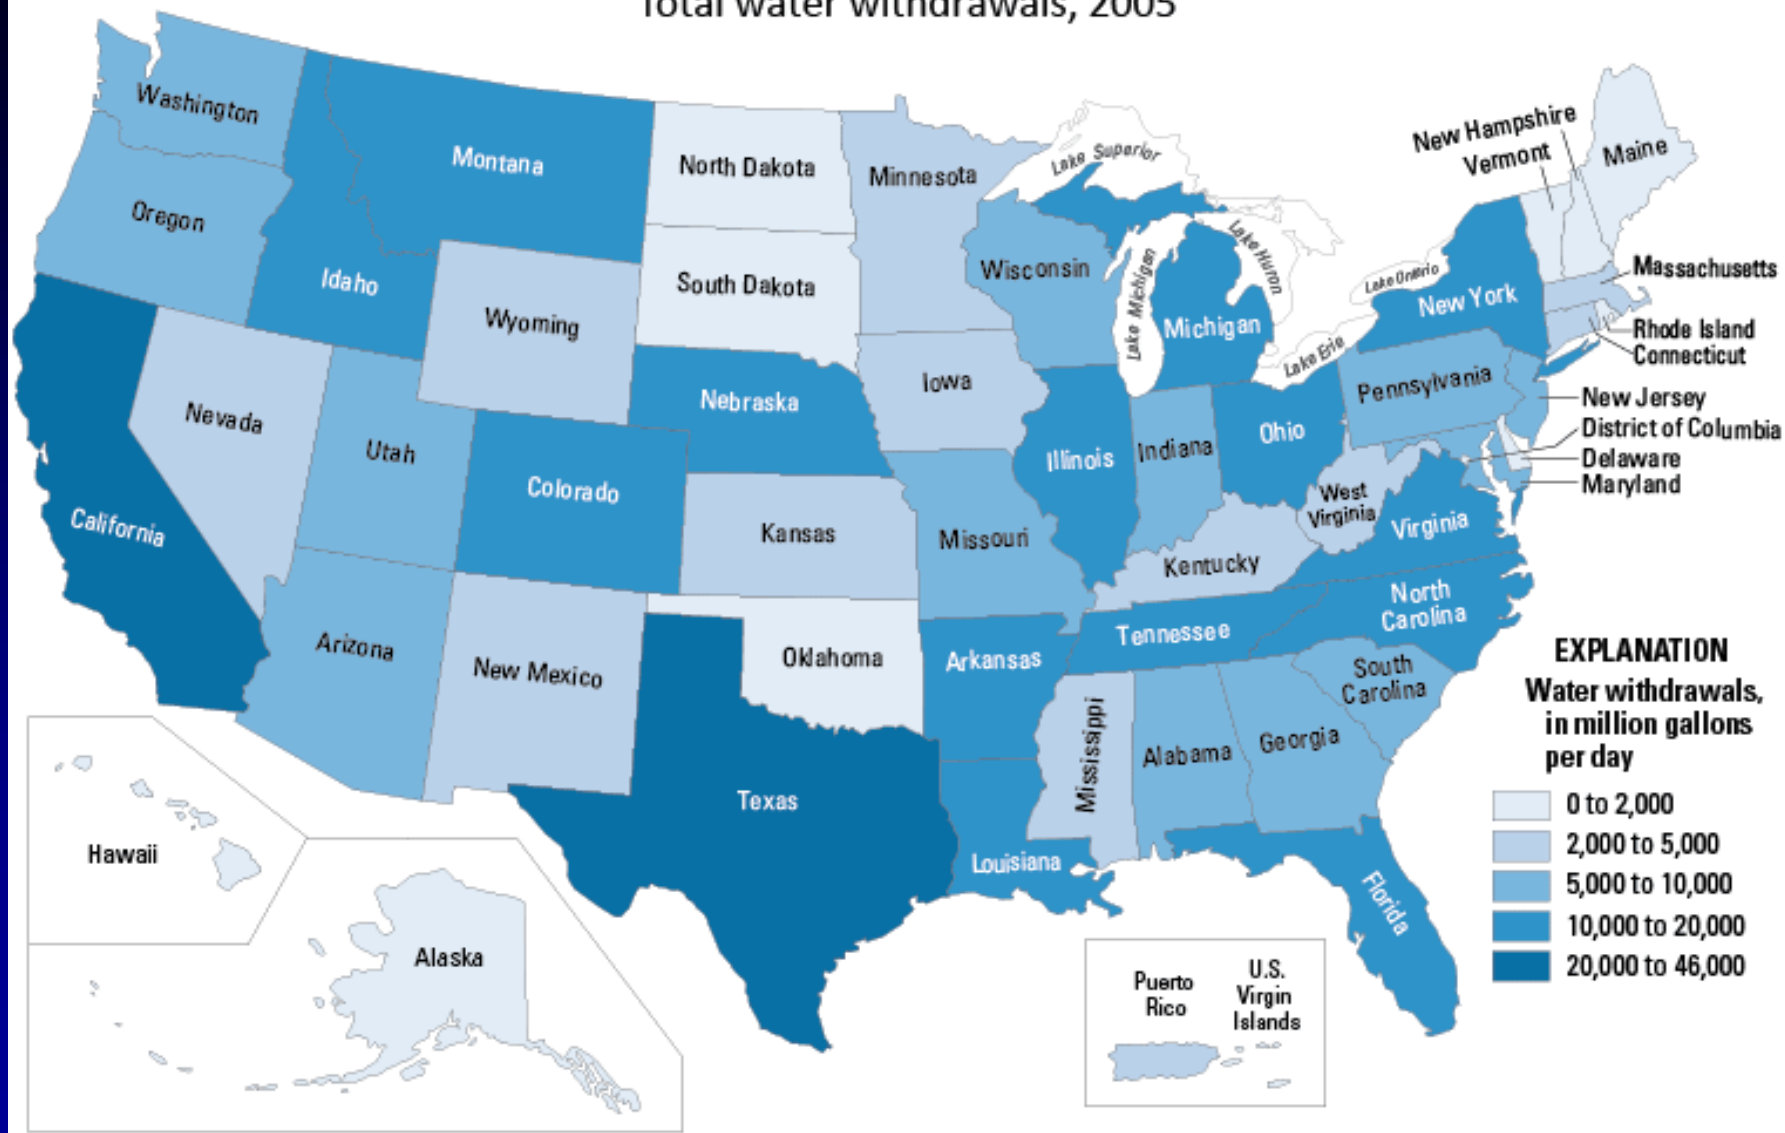 Total water withdrawals, 2005
Washington
Oregon
California
Nevada
Idaho
Montana
Wyoming
Utah
Colorado
Arizona
New Mexico
North Dakota
South Dakota
Nebraska
Kansas
Oklahoma
Texas
Minnesota
Iowa
Missouri
Arkansas
Louisiana
Wisconsin
Illinois
Michigan
Indiana
Ohio
Kentucky
Tennessee
Mississippi
Alabama
Georgia
Florida
South
Carolina
North
Carolina
Virginia
West
Virginia
Pennsylvania
New York
Lake Superior
Lake Michigan
Lake Huron
Lake Erie
Lake Ontario
New Hampshire
Vermont
Maine
Massachusetts
Rhode Island
Connecticut
New Jersey
District of Columbia
Delaware
Maryland
Hawaii
Alaska
Puerto
Rico
U.S.
Virgin
Islands
EXPLANATION
Water withdrawals,
in million gallons
per day
0 to 2,000
2,000 to 5,000
5,000 to 10,000
10,000 to 20,000
20,000 to 46,000